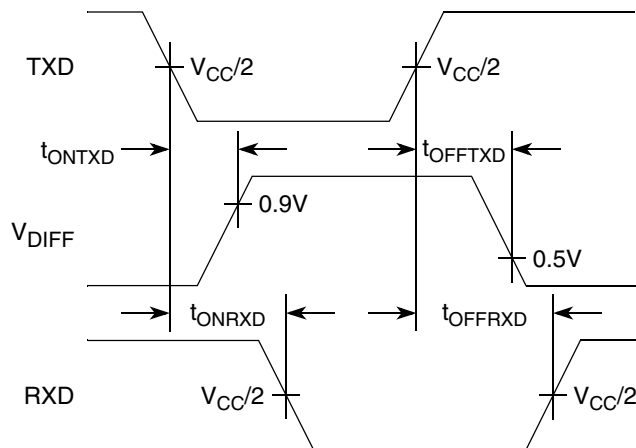 TXD
V_CC/2
V_CC/2
t_ONTXD
t_OFFTXD
0.9V
V_DIFF
0.5V
t_ONRXD
t_OFFRXD
RXD
V_CC/2
V_CC/2